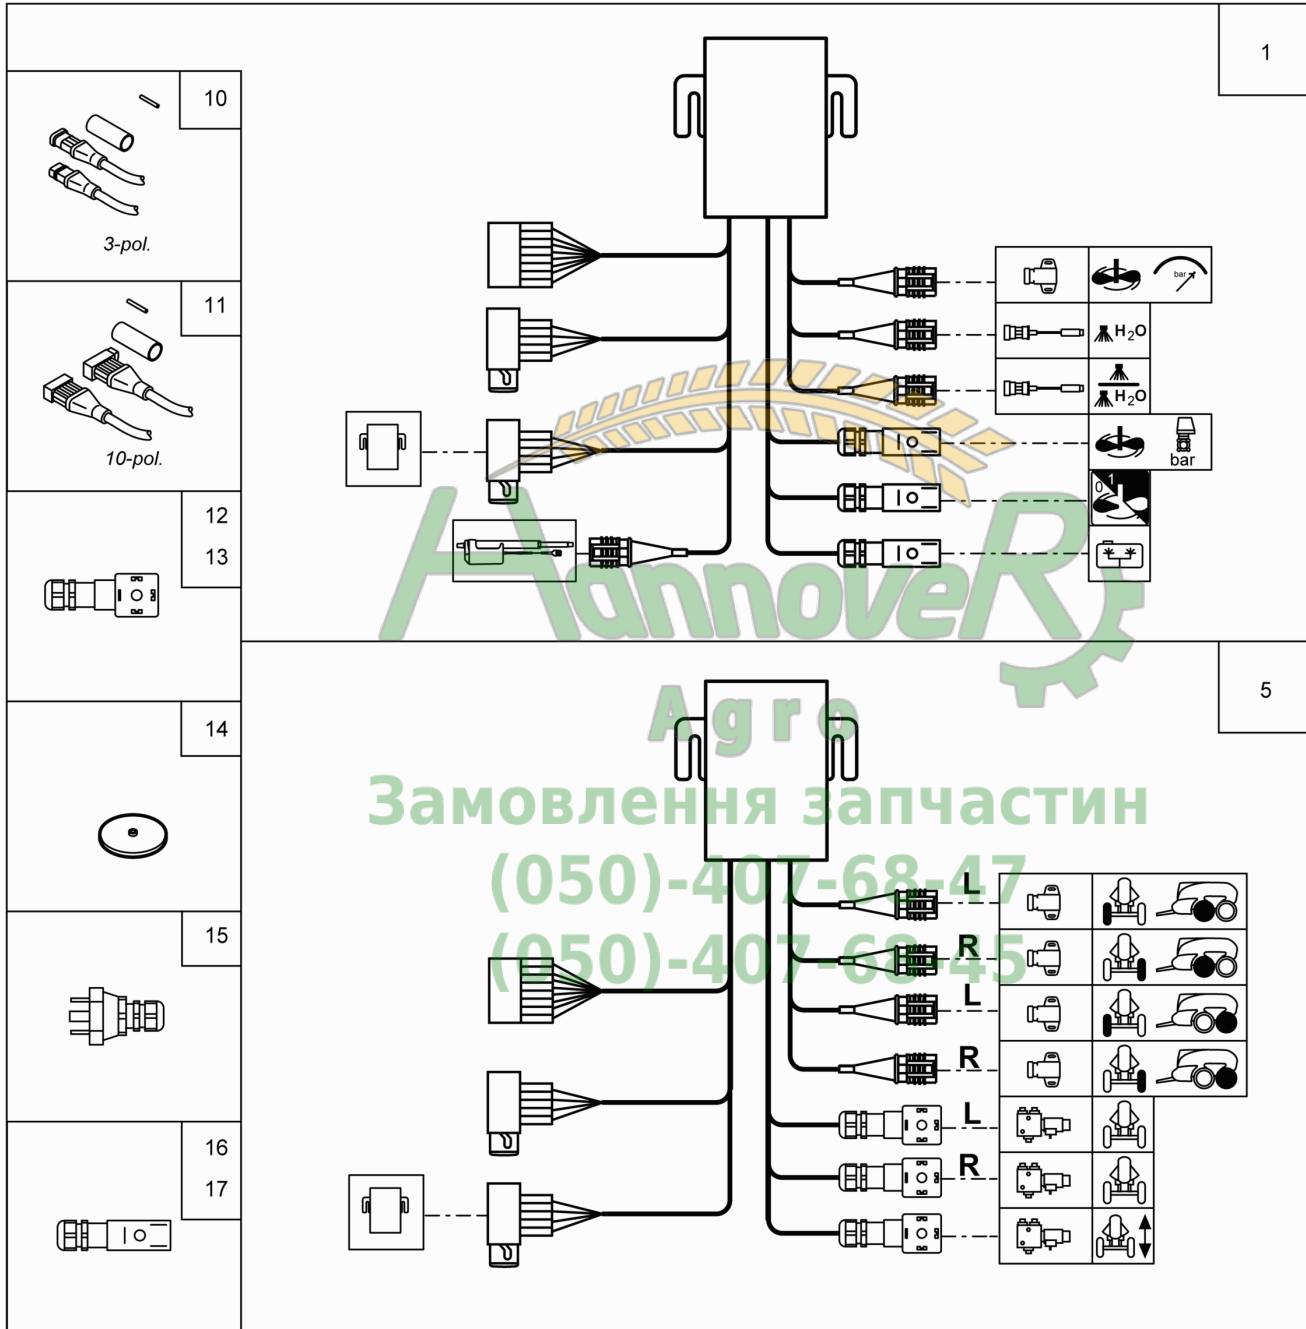 1
10
3-pol.
11
10-pol.
12
13
14
15
16
17
bar
H2O
H2O
bar
0 1
HannoveR
Agro
Замовлення запчастин
(050)-407-68-47
(050)-407-68-45
5
L
R
L
R
L
R